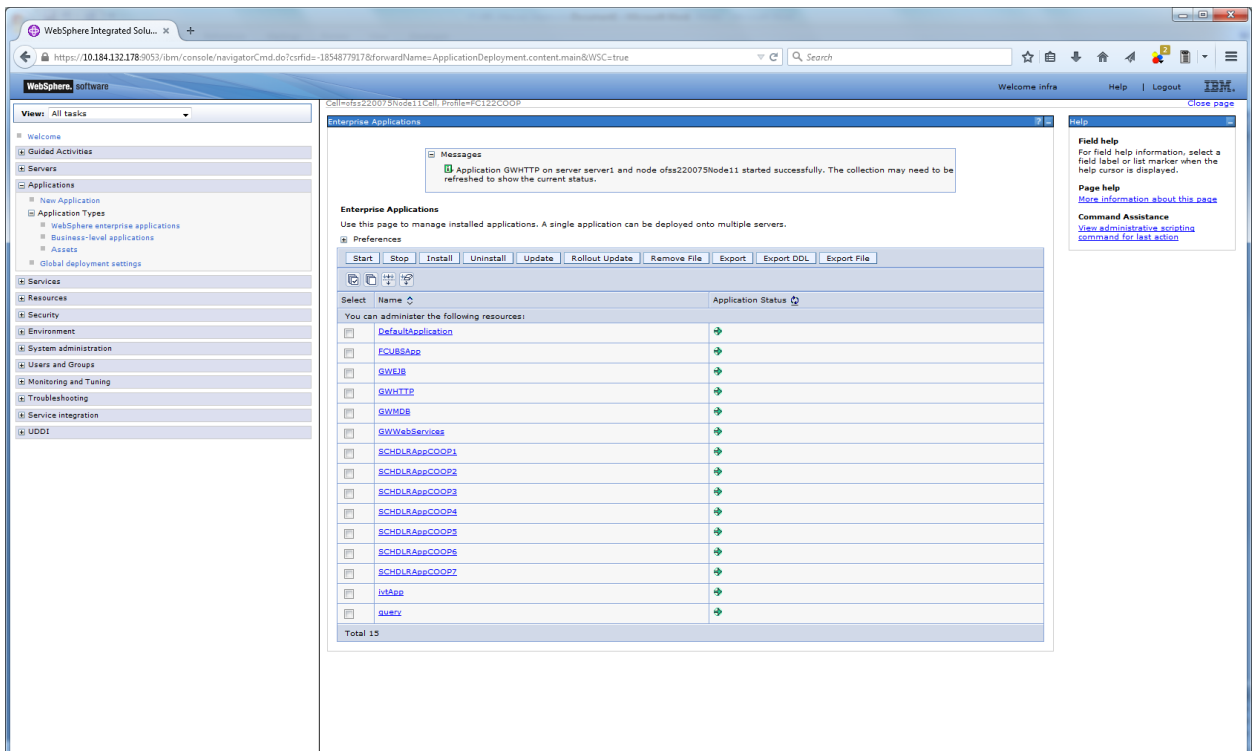 WebSphere Integrated Solu... × +
https://10.184.132.178:9053/ibm/console/navigatorCmd.do?csrfid=-1854877917&forwardName=ApplicationDeployment.content.main&WSC=true
Search
2
WebSphere. software
Welcome infra
Help | Logout
IBM.
View: All tasks
Welcome
Guided Activities
Servers
Applications
New Application
Application Types
WebSphere enterprise applications
Business-level applications
Assets
Global deployment settings
Services
Resources
Security
Environment
System administration
Users and Groups
Monitoring and Tuning
Troubleshooting
Service integration
UDDI
Cell=ofss220075Node11Cell, Profile=FC122COOP
Close page
Enterprise Applications
? -
Messages
Application GWHTTP on server server1 and node ofss220075Node11 started successfully. The collection may need to be
refreshed to show the current status.
Enterprise Applications
Use this page to manage installed applications. A single application can be deployed onto multiple servers.
Preferences
Start Stop Install Uninstall Update Rollout Update Remove File Export Export DDL Export File
Select Name Application Status
You can administer the following resources:
DefaultApplication
FCUBSApp
GWEJB
GWHTTP
GWMDB
GWWebServices
SCHDLRAppCOOP1
SCHDLRAppCOOP2
SCHDLRAppCOOP3
SCHDLRAppCOOP4
SCHDLRAppCOOP5
SCHDLRAppCOOP6
SCHDLRAppCOOP7
ivtApp
query
Total 15
Help
Field help
For field help information, select a
field label or list marker when the
help cursor is displayed.
Page help
More information about this page
Command Assistance
View administrative scripting
command for last action